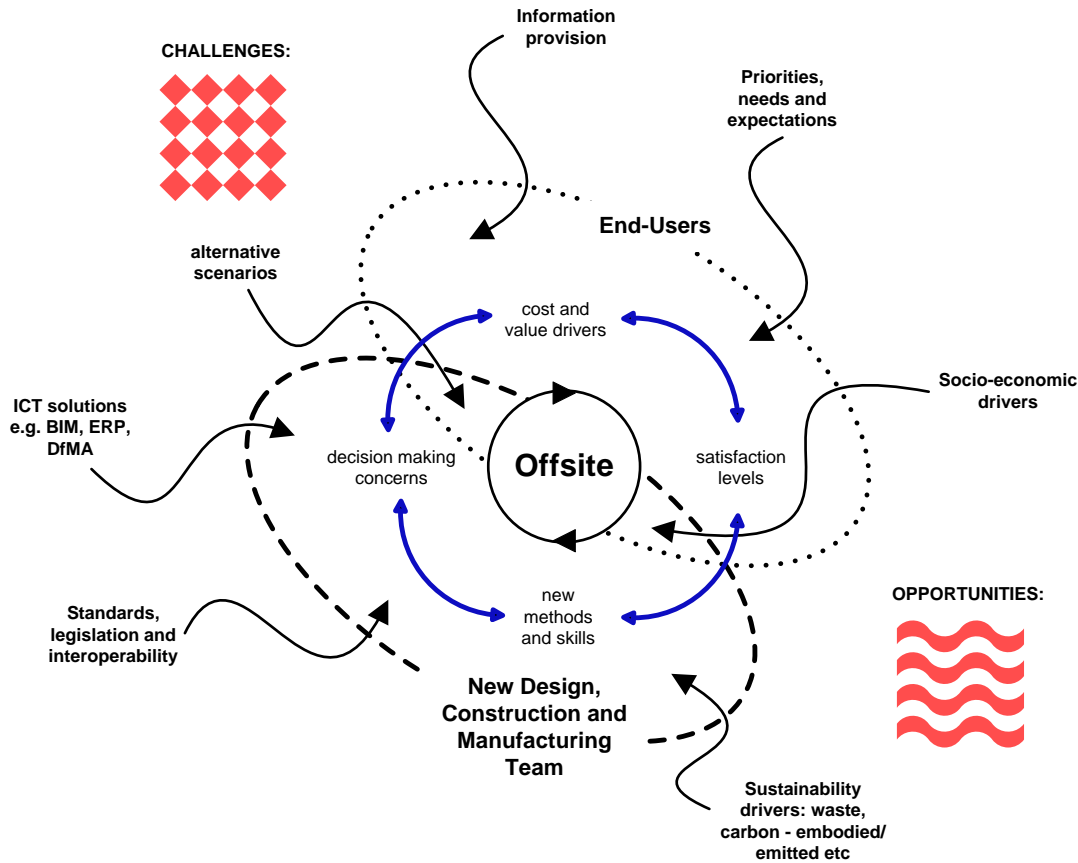 Information
provision
CHALLENGES:
Priorities,
needs and
expectations
End-Users
alternative
scenarios
cost and
value drivers
Socio-economic
drivers
ICT solutions
e.g. BIM, ERP,
DfMA
decision making
concerns
Offsite
satisfaction
levels
new
methods
and skills
OPPORTUNITIES:
Standards,
legislation and
interoperability
New Design,
Construction and
Manufacturing
Team
Sustainability
drivers: waste,
carbon - embodied/
emitted etc